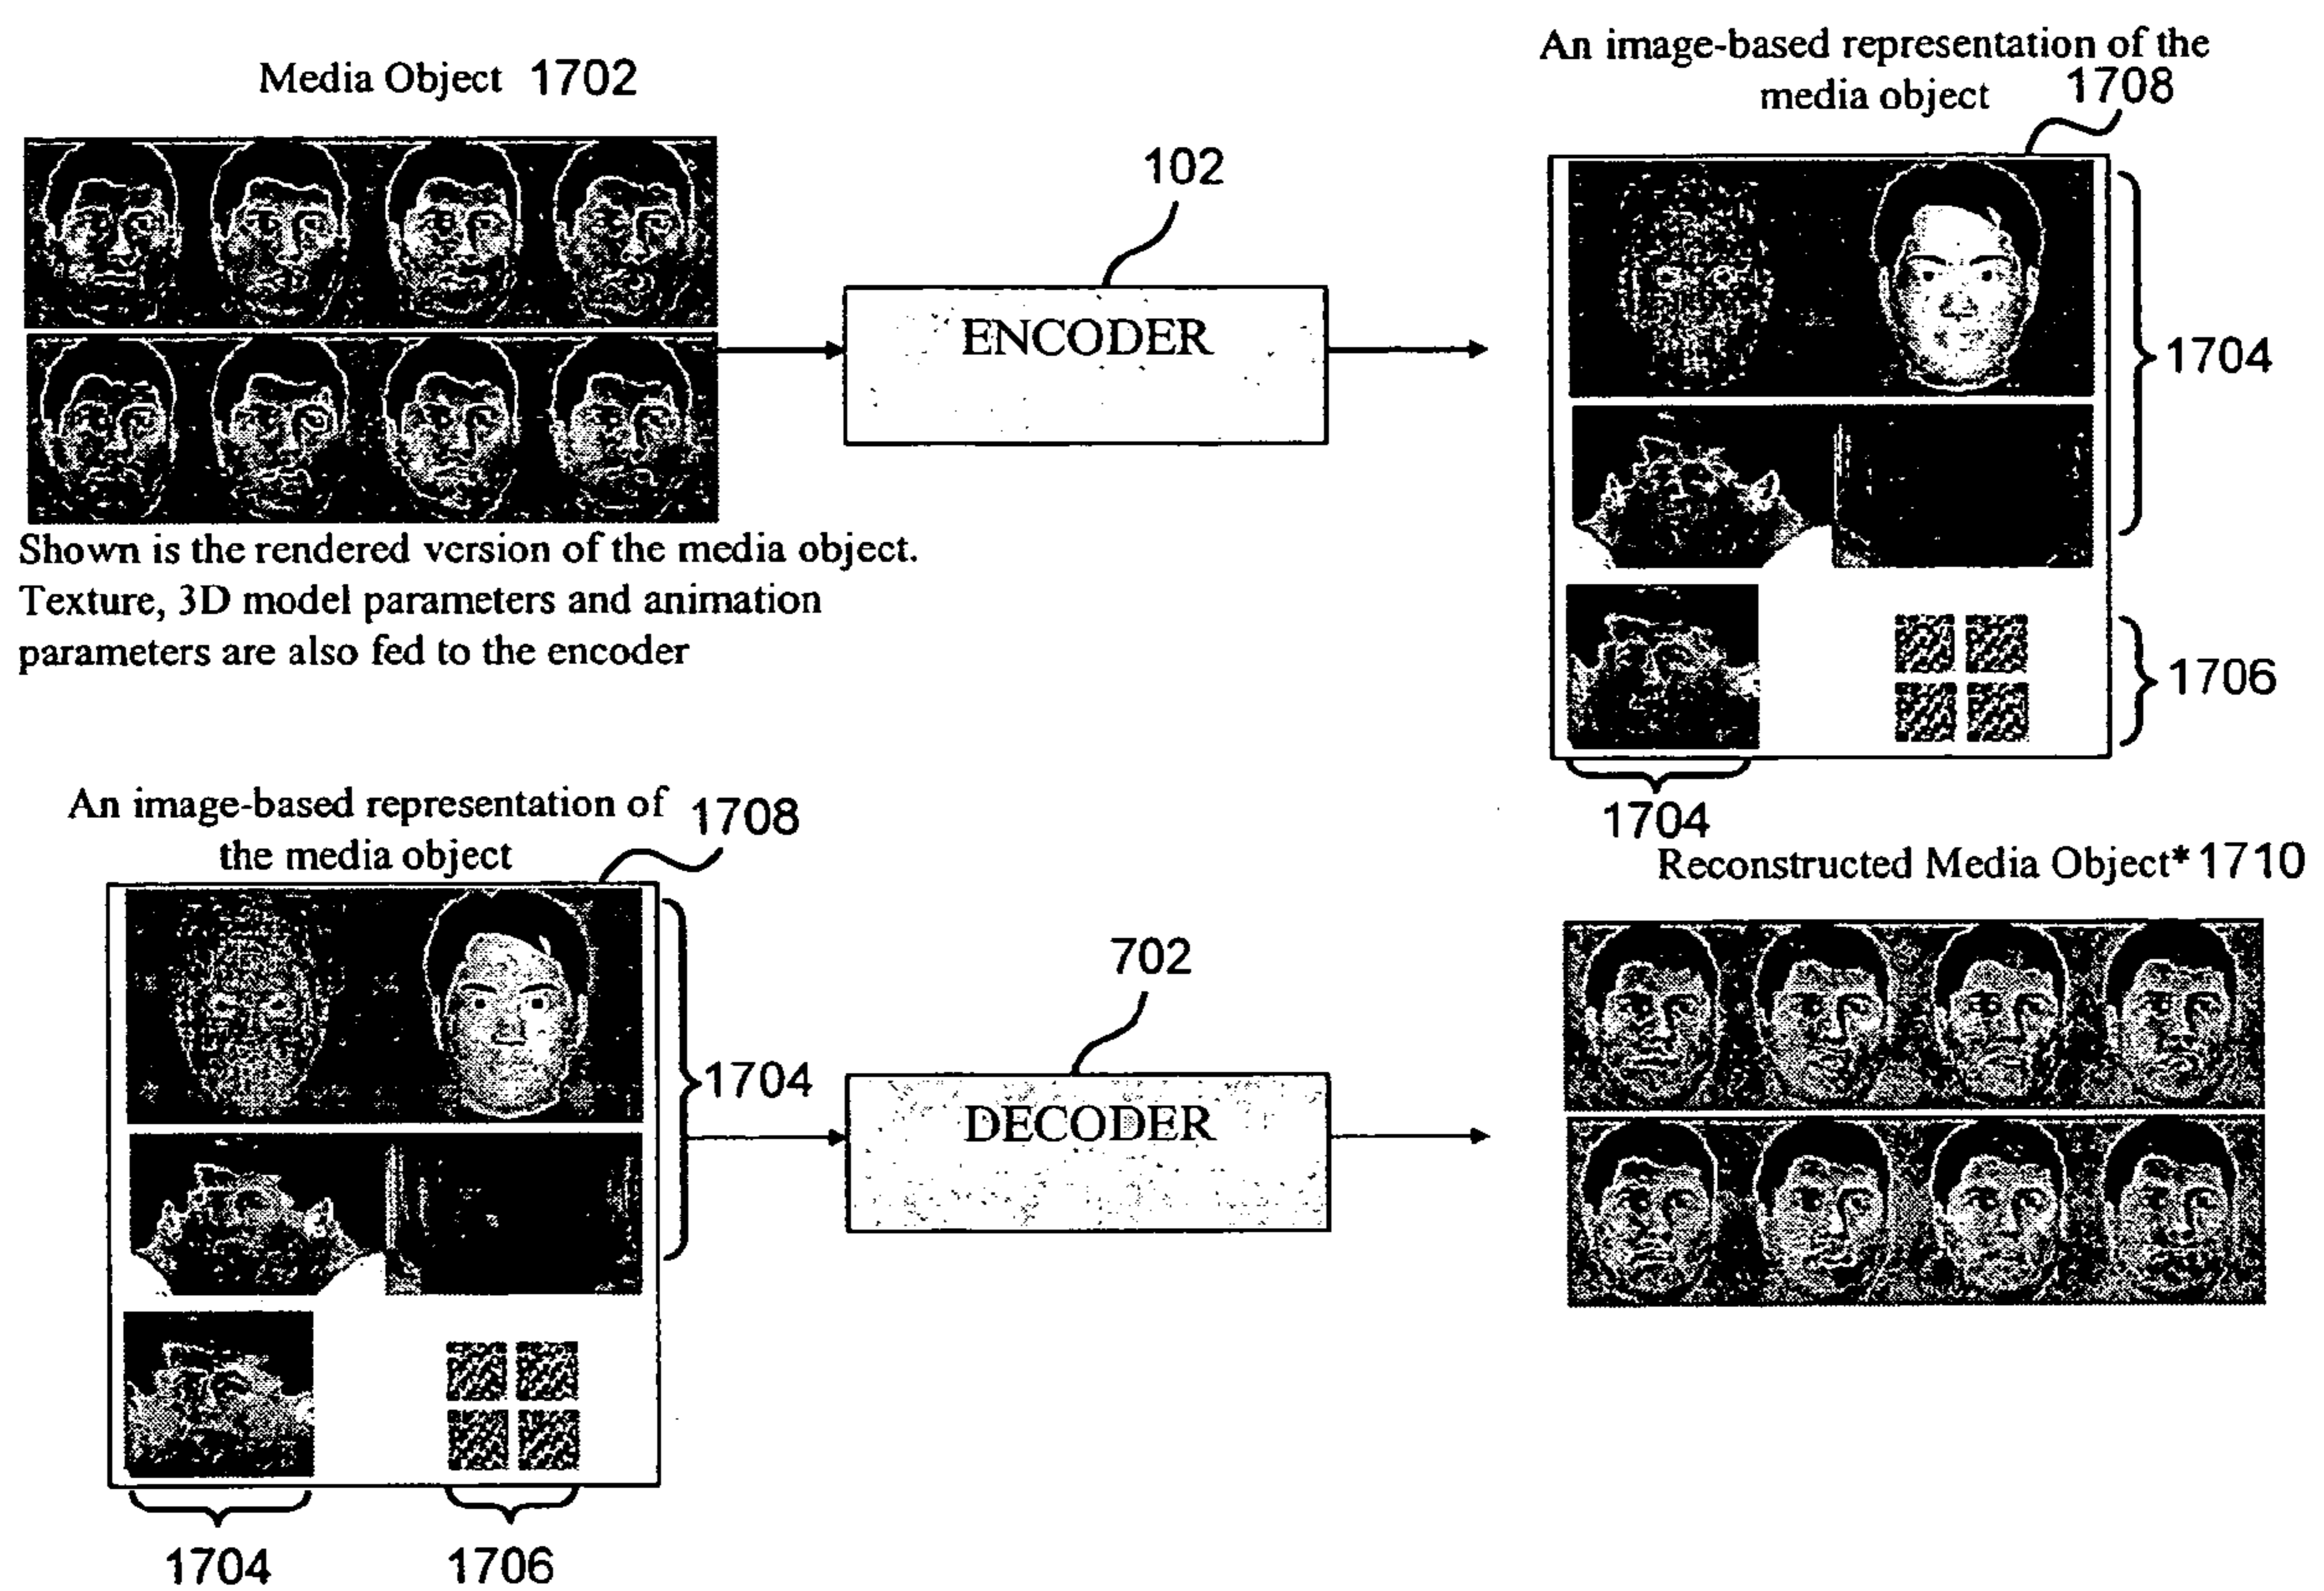 Media Object 1702
An image-based representation of the
media object 1708
102
ENCODER
1704
Shown is the rendered version of the media object.
Texture, 3D model parameters and animation
parameters are also fed to the encoder
1706
1704
An image-based representation of 1708
the media object
Reconstructed Media Object* 1710
702
1704
DECODER
1704
1706